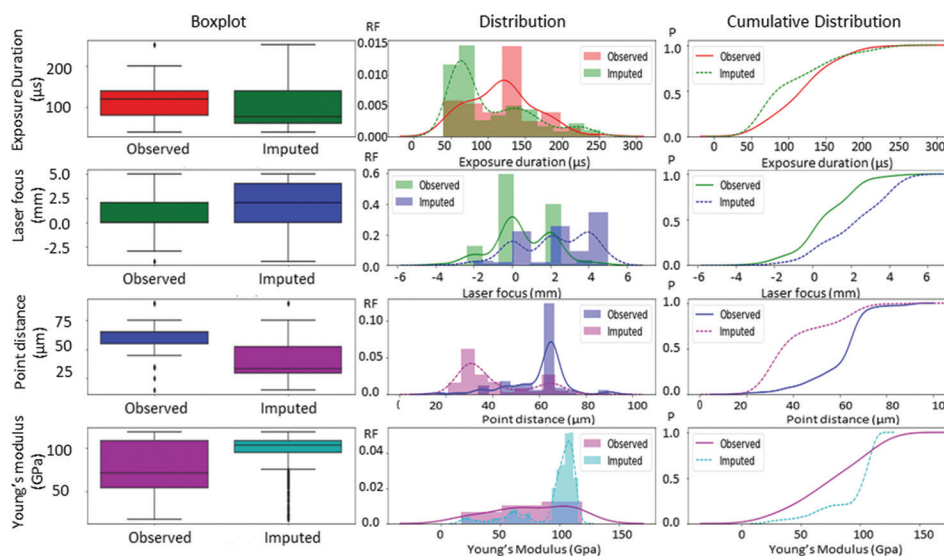 Boxplot
Distribution
Cumulative Distribution
Exposure Duration
(µs)
200
100
Observed
Imputed
RF
0.015
0.010
0.005
0.000
Observed
Imputed
0
50
100
150
200
250
300
Exposure duration (µs)
P
1.0
0.5
0.0
Observed
Imputed
0
50
100
150
200
250
300
Exposure duration (µs)
Laser focus
(mm)
5.0
2.5
0.0
-2.5
Observed
Imputed
RF
0.6
0.4
0.2
0.0
Observed
Imputed
-6
-4
-2
0
2
4
6
Laser focus (mm)
P
1.0
0.5
0.0
Observed
Imputed
-6
-4
-2
0
2
4
6
Laser focus (mm)
Point distance
(µm)
75
50
25
Observed
Imputed
RF
0.10
0.05
0.0
Observed
Imputed
0
20
40
60
80
100
Point distance (µm)
P
1.0
0.5
0.0
Observed
Imputed
0
20
40
60
80
100
Point distance (µm)
Young's modulus
(GPa)
100
50
Observed
Imputed
RF
0.04
0.02
0.0
Observed
Imputed
0
50
100
150
Young's Modulus (Gpa)
P
1.0
0.5
0.0
Observed
Imputed
0
50
100
150
Young's Modulus (Gpa)